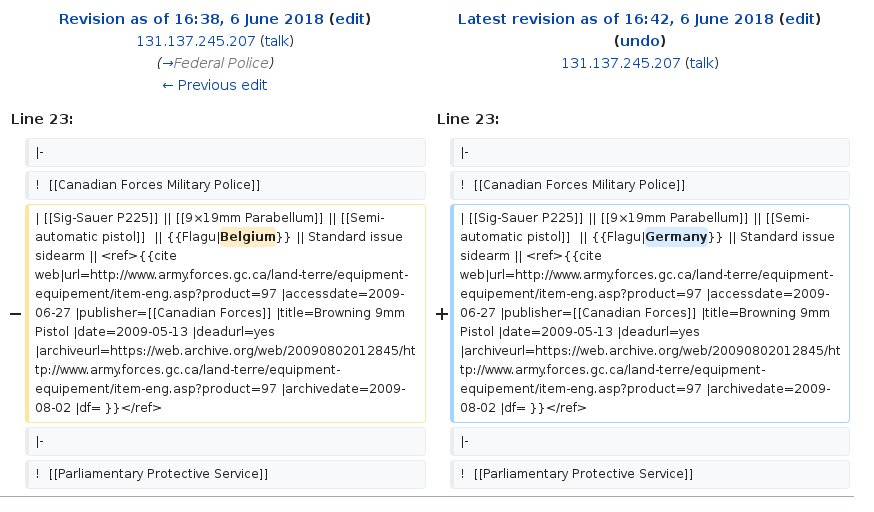 Revision as of 16:38, 6 June 2018 (edit)
131.137.245.207 (talk)
(→Federal Police)
← Previous edit
Latest revision as of 16:42, 6 June 2018 (edit)
(undo)
131.137.245.207 (talk)
Line 23:
Line 23:
|-
|-
! [[Canadian Forces Military Police]]
! [[Canadian Forces Military Police]]
−
| [[Sig-Sauer P225]] || [[9×19mm Parabellum]] || [[Semi-
automatic pistol]] || {{Flagu|Belgium}} || Standard issue
sidearm || <ref>{{cite
web|url=http://www.army.forces.gc.ca/land-terre/equipment-
equipement/item-eng.asp?product=97 |accessdate=2009-
06-27 |publisher=[[Canadian Forces]] |title=Browning 9mm
Pistol |date=2009-05-13 |deadurl=yes
|archiveurl=https://web.archive.org/web/20090802012845/ht
tp://www.army.forces.gc.ca/land-terre/equipment-
equipement/item-eng.asp?product=97 |archivedate=2009-
08-02 |df= }}</ref>
+
| [[Sig-Sauer P225]] || [[9×19mm Parabellum]] || [[Semi-
automatic pistol]] || {{Flagu|Germany}} || Standard issue
sidearm || <ref>{{cite
web|url=http://www.army.forces.gc.ca/land-terre/equipment-
equipement/item-eng.asp?product=97 |accessdate=2009-
06-27 |publisher=[[Canadian Forces]] |title=Browning 9mm
Pistol |date=2009-05-13 |deadurl=yes
|archiveurl=https://web.archive.org/web/20090802012845/ht
tp://www.army.forces.gc.ca/land-terre/equipment-
equipement/item-eng.asp?product=97 |archivedate=2009-
08-02 |df= }}</ref>
|-
|-
! [[Parliamentary Protective Service]]
! [[Parliamentary Protective Service]]